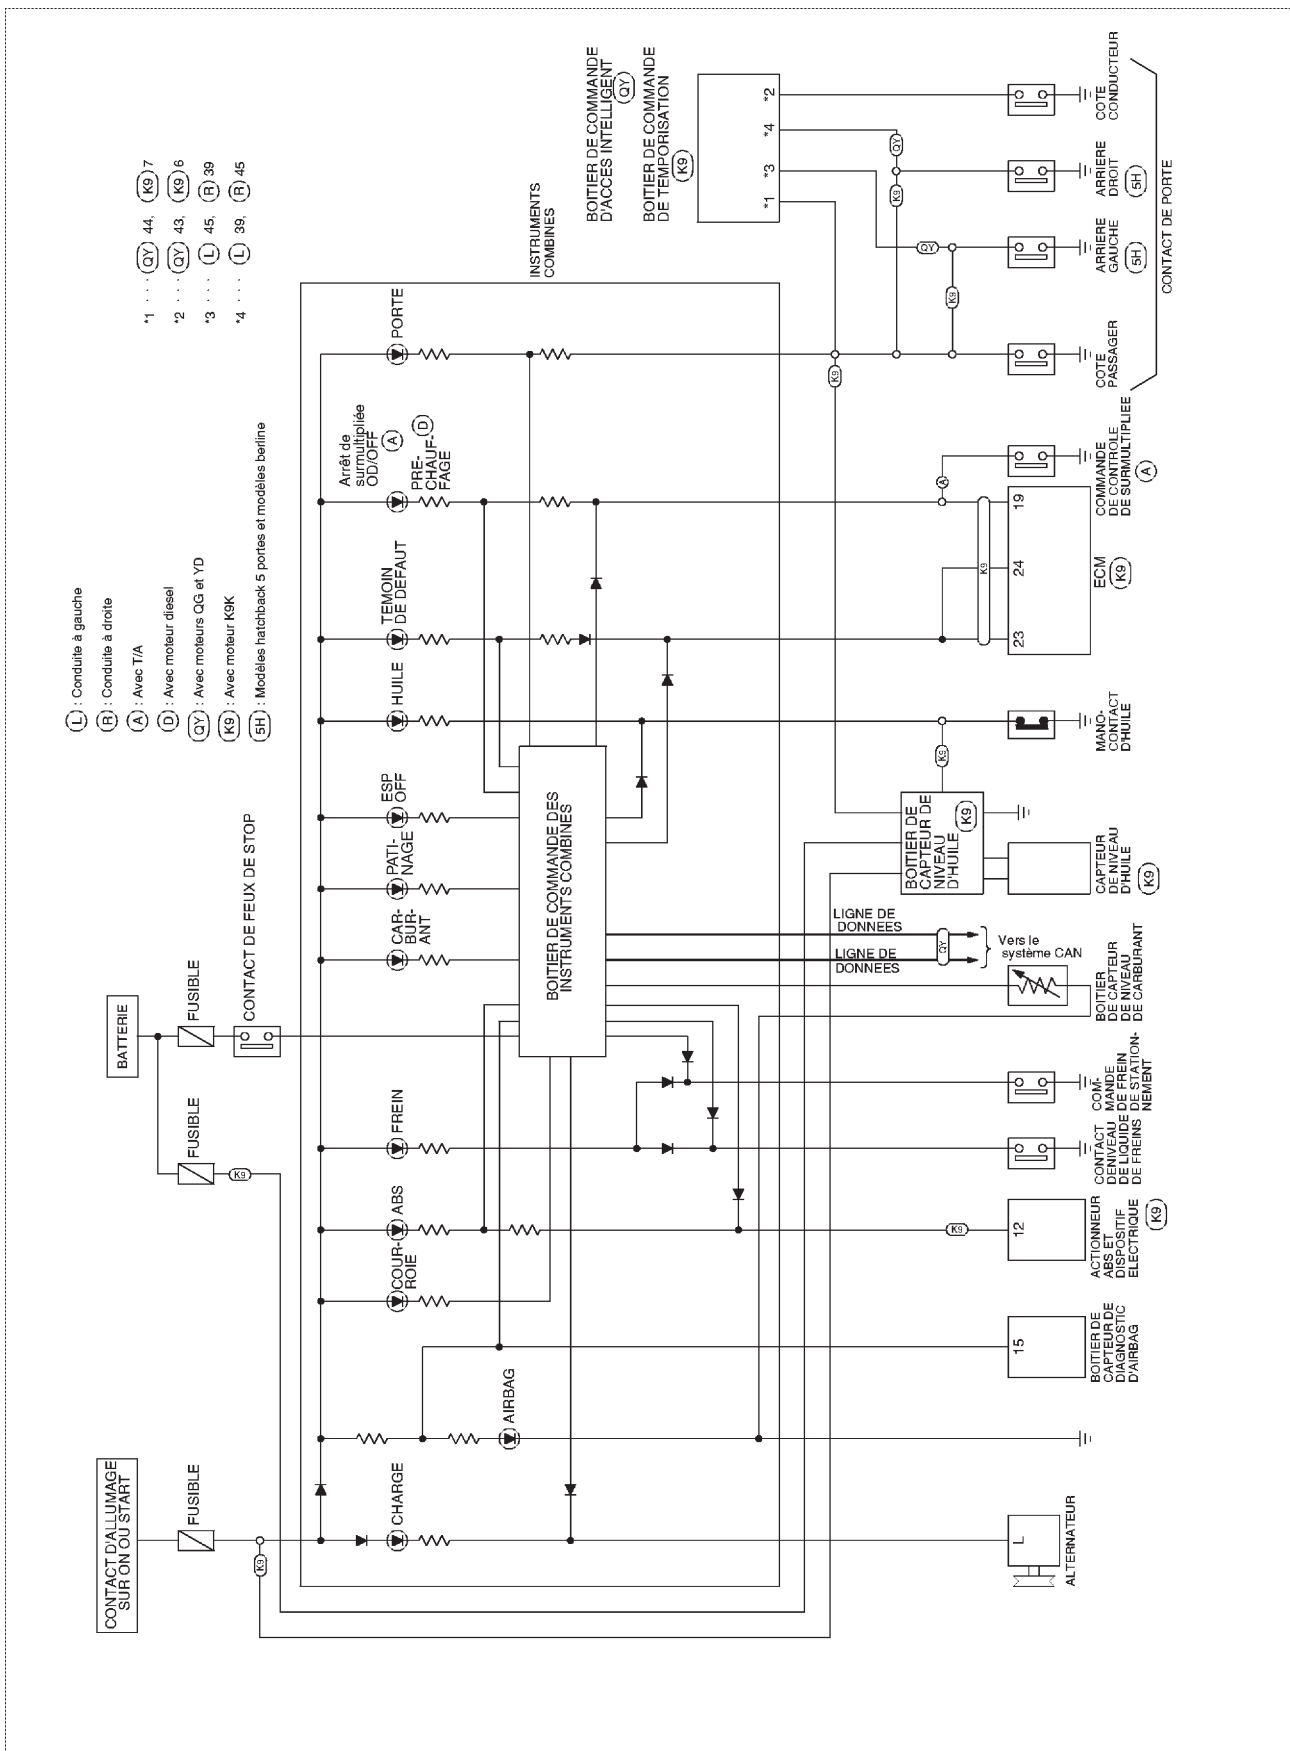 CONTACT D'ALLUMAGE
SUR ON OU START
BATTERIE
FUSIBLE
FUSIBLE
FUSIBLE
CONTACT DE FEUX DE STOP
K9
K9
(L) : Conduite à gauche
(R) : Conduite à droite
(A) : Avec T/A
(D) : Avec moteur diesel
(QY) : Avec moteurs QG et YD
(K9) : Avec moteur K9K
(5H) : Modèles hatchback 5 portes et modèles berline
*1 · · · (QY) 44, (K9) 7
*2 · · · (QY) 43, (K9) 6
*3 · · · (L) 45, (R) 39
*4 · · · (L) 39, (R) 45
CHARGE
AIRBAG
COUR-
ROIE
ABS
FREIN
CAR-
BUR-
ANT
PATI-
NAGE
ESP
OFF
HUILE
TEMOIN
DE DEFAUT
Arrêt de
surmultipliée
OD/OFF
(A)
PRE-
CHAUF-
FAGE
(D)
PORTE
INSTRUMENTS
COMBINES
BOITIER DE COMMANDE DES
INSTRUMENTS COMBINES
BOITIER DE COMMANDE
D'ACCES INTELLIGENT
(QY)
BOITIER DE COMMANDE
DE TEMPORISATION
(K9)
*1
*3
*4
*2
K9
QY
K9
K9
QY
LIGNE DE
DONNEES
LIGNE DE
DONNEES
QY
Vers le
système CAN
BOITIER DE
CAPTEUR DE
NIVEAU
D'HUILE
(K9)
K9
K9
A
K9
L
15
12
23
24
19
ALTERNATEUR
BOITIER DE
CAPTEUR DE
DIAGNOSTIC
D'AIRBAG
ACTIONNEUR
ABS ET
DISPOSITIF
ELECTRIQUE
(K9)
CONTACT
DENIVEAU
DE LIQUIDE
DE FREINS
COM-
MANDE
DE FREIN
DE STATION-
NEMENT
BOITIER
DE CAPTEUR
DE NIVEAU
DE CARBURANT
CAPTEUR
DE NIVEAU
D'HUILE
(K9)
MANO-
CONTACT
D'HUILE
ECM
(K9)
COMMANDE
DE CONTROLE
DE SURMULTIPLIEE
(A)
COTE
PASSAGER
ARRIERE
GAUCHE
(5H)
ARRIERE
DROIT
(5H)
COTE
CONDUCTEUR
CONTACT DE PORTE